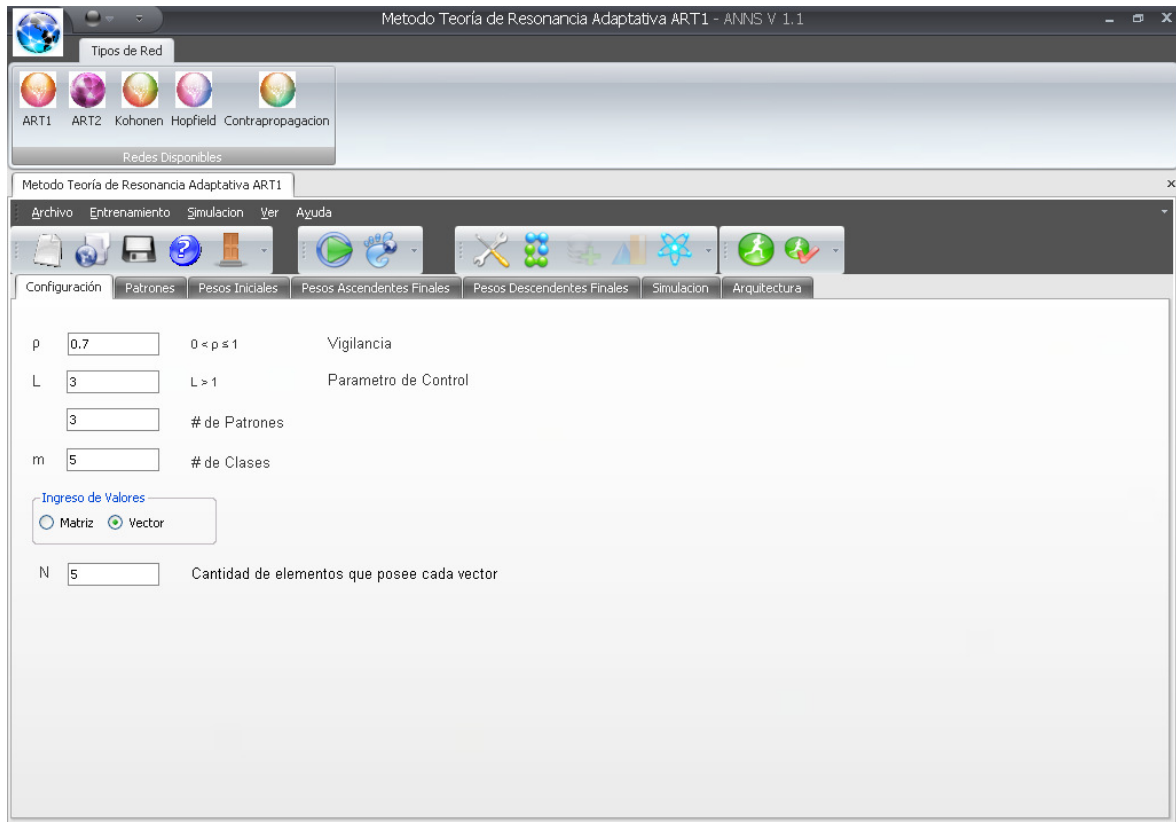 Metodo Teoría de Resonancia Adaptativa ART1 - ANNS V 1.1
Tipos de Red
ART1 ART2 Kohonen Hopfield Contrapropagacion
Redes Disponibles
Metodo Teoría de Resonancia Adaptativa ART1
Archivo Entrenamiento Simulacion Ver Ayuda
Configuración Patrones Pesos Iniciales Pesos Ascendentes Finales Pesos Descendentes Finales Simulacion Arquitectura
ρ 0.7 0 < ρ ≤ 1 Vigilancia
L 3 L > 1 Parametro de Control
3 # de Patrones
m 5 # de Clases
Ingreso de Valores
Matriz Vector
N 5 Cantidad de elementos que posee cada vector